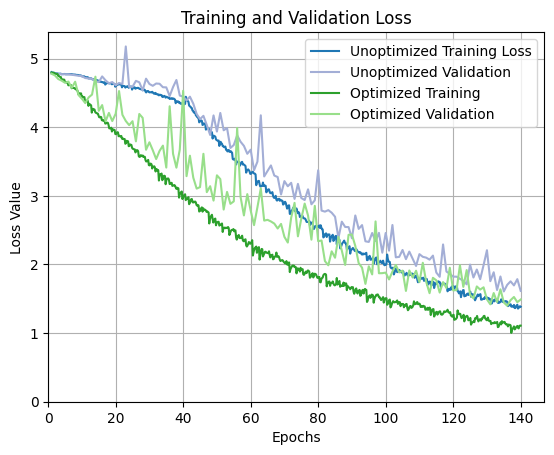 Training and Validation Loss
Unoptimized Training Loss
Unoptimized Validation
Optimized Training
Optimized Validation
Loss Value
5
4
3
2
1
0
0 20 40 60 80 100 120 140
Epochs